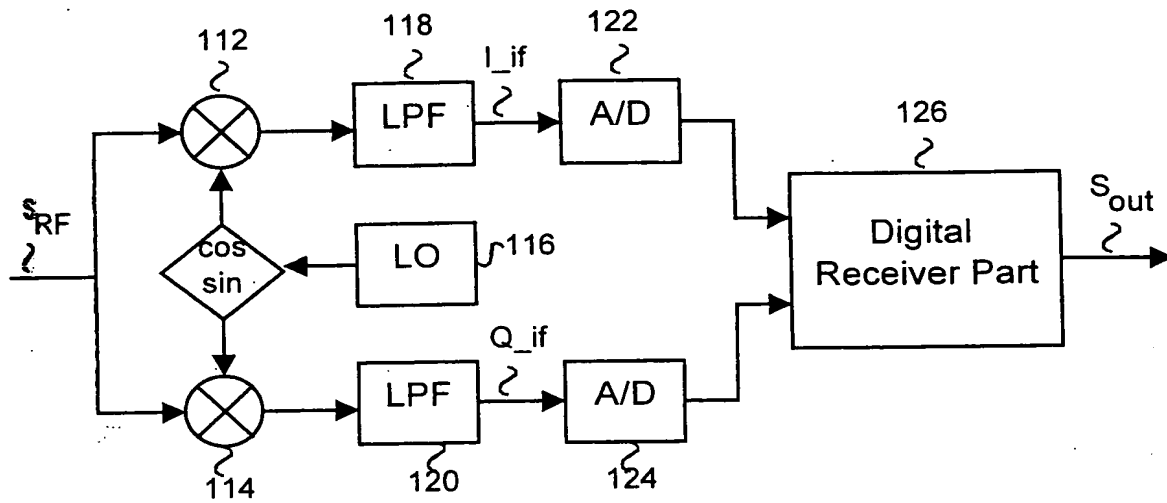 112
118
I_if
122
LPF
A/D
126
S_RF
cos
sin
LO
116
Digital
Receiver Part
S_out
Q_if
LPF
A/D
114
120
124